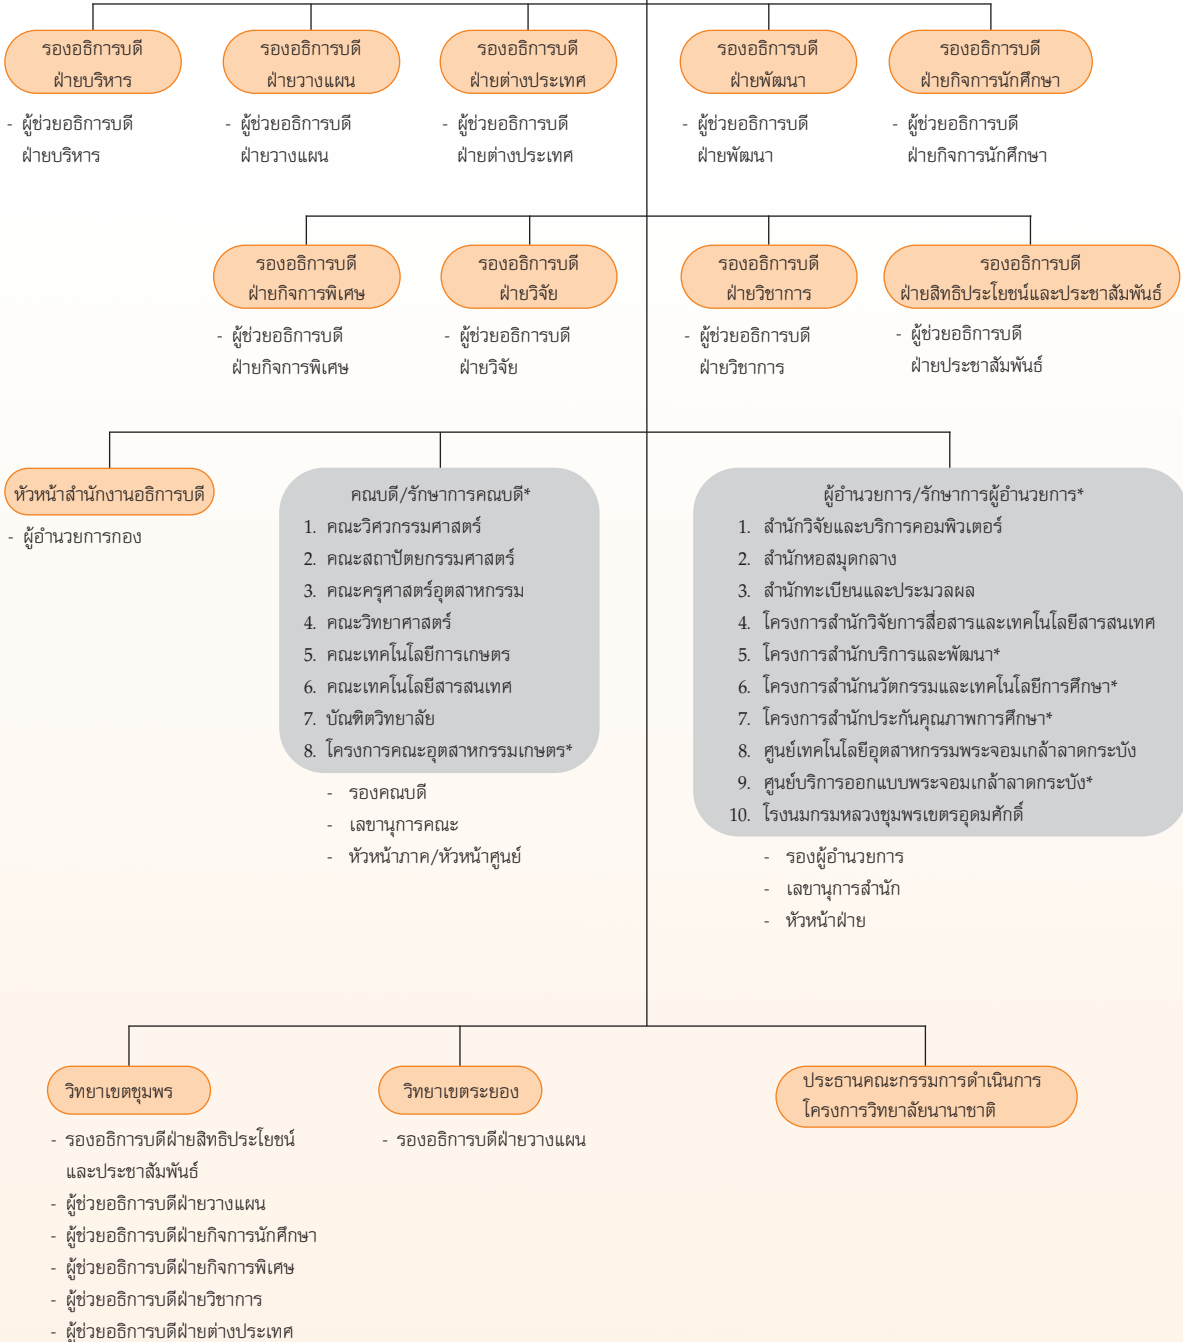 รองอธิการบดี
ฝ่ายบริหาร
รองอธิการบดี
ฝ่ายวางแผน
รองอธิการบดี
ฝ่ายต่างประเทศ
รองอธิการบดี
ฝ่ายพัฒนา
รองอธิการบดี
ฝ่ายกิจการนักศึกษา
- ผู้ช่วยอธิการบดี
ฝ่ายบริหาร
- ผู้ช่วยอธิการบดี
ฝ่ายวางแผน
- ผู้ช่วยอธิการบดี
ฝ่ายต่างประเทศ
- ผู้ช่วยอธิการบดี
ฝ่ายพัฒนา
- ผู้ช่วยอธิการบดี
ฝ่ายกิจการนักศึกษา
รองอธิการบดี
ฝ่ายกิจการพิเศษ
รองอธิการบดี
ฝ่ายวิจัย
รองอธิการบดี
ฝ่ายวิชาการ
รองอธิการบดี
ฝ่ายสิทธิประโยชน์และประชาสัมพันธ์
- ผู้ช่วยอธิการบดี
ฝ่ายกิจการพิเศษ
- ผู้ช่วยอธิการบดี
ฝ่ายวิจัย
- ผู้ช่วยอธิการบดี
ฝ่ายวิชาการ
- ผู้ช่วยอธิการบดี
ฝ่ายประชาสัมพันธ์
หัวหน้าสำนักงานอธิการบดี
- ผู้อำนวยการกอง
คณบดี/รักษาการคณบดี*
1. คณะวิศวกรรมศาสตร์
2. คณะสถาปัตยกรรมศาสตร์
3. คณะครุศาสตร์อุตสาหกรรม
4. คณะวิทยาศาสตร์
5. คณะเทคโนโลยีการเกษตร
6. คณะเทคโนโลยีสารสนเทศ
7. บัณฑิตวิทยาลัย
8. โครงการคณะอุตสาหกรรมเกษตร*
- รองคณบดี
- เลขานุการคณะ
- หัวหน้าภาค/หัวหน้าศูนย์
ผู้อำนวยการ/รักษาการผู้อำนวยการ*
1. สำนักวิจัยและบริการคอมพิวเตอร์
2. สำนักหอสมุดกลาง
3. สำนักทะเบียนและประมวลผล
4. โครงการสำนักวิจัยการสื่อสารและเทคโนโลยีสารสนเทศ
5. โครงการสำนักบริการและพัฒนา*
6. โครงการสำนักนวัตกรรมและเทคโนโลยีการศึกษา*
7. โครงการสำนักประกันคุณภาพการศึกษา*
8. ศูนย์เทคโนโลยีอุตสาหกรรมพระจอมเกล้าลาดกระบัง
9. ศูนย์บริการออกแบบพระจอมเกล้าลาดกระบัง*
10. โรงนมกรมหลวงชุมพรเขตรอุดมศักดิ์
- รองผู้อำนวยการ
- เลขานุการสำนัก
- หัวหน้าฝ่าย
วิทยาเขตชุมพร
- รองอธิการบดีฝ่ายสิทธิประโยชน์
และประชาสัมพันธ์
- ผู้ช่วยอธิการบดีฝ่ายวางแผน
- ผู้ช่วยอธิการบดีฝ่ายกิจการนักศึกษา
- ผู้ช่วยอธิการบดีฝ่ายกิจการพิเศษ
- ผู้ช่วยอธิการบดีฝ่ายวิชาการ
- ผู้ช่วยอธิการบดีฝ่ายต่างประเทศ
วิทยาเขตระยอง
- รองอธิการบดีฝ่ายวางแผน
ประธานคณะกรรมการดำเนินการ
โครงการวิทยาลัยนานาชาติ